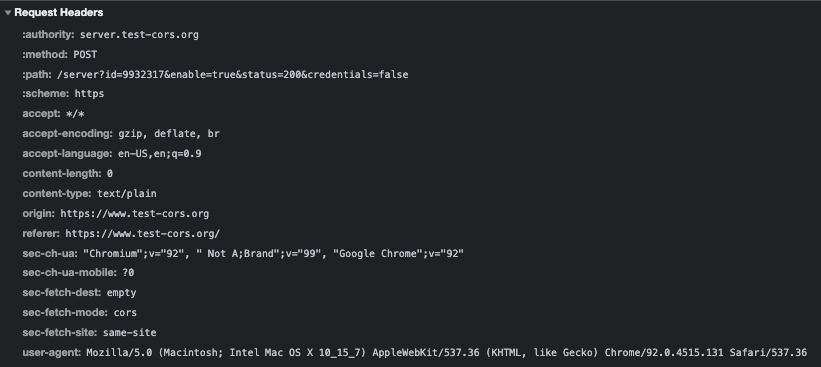 Request Headers
:authority: server.test-cors.org
:method: POST
:path: /server?id=9932317&enable=true&status=200&credentials=false
:scheme: https
accept: */*
accept-encoding: gzip, deflate, br
accept-language: en-US,en;q=0.9
content-length: 0
content-type: text/plain
origin: https://www.test-cors.org
referer: https://www.test-cors.org/
sec-ch-ua: "Chromium";v="92", " Not A;Brand";v="99", "Google Chrome";v="92"
sec-ch-ua-mobile: ?0
sec-fetch-dest: empty
sec-fetch-mode: cors
sec-fetch-site: same-site
user-agent: Mozilla/5.0 (Macintosh; Intel Mac OS X 10_15_7) AppleWebKit/537.36 (KHTML, like Gecko) Chrome/92.0.4515.131 Safari/537.36